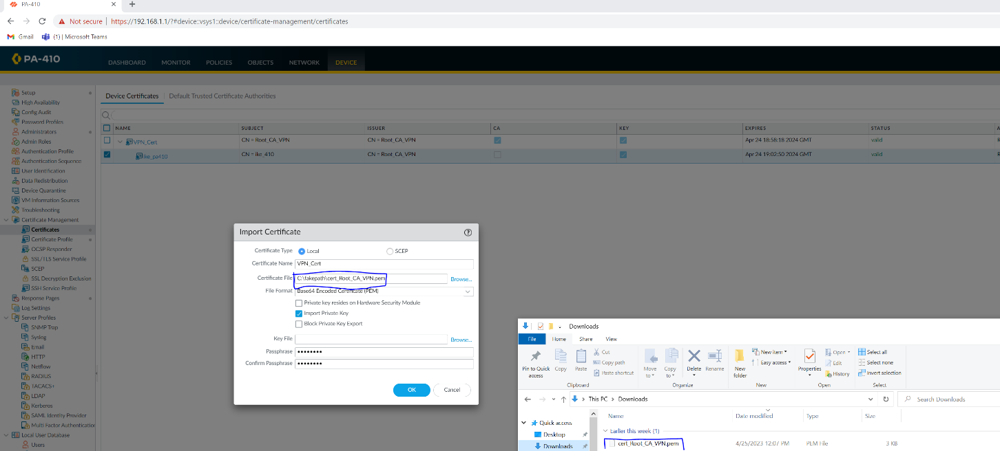 PA-410
Not secure | https://192.168.1.1/?#device::vsys1::device/certificate-management/certificates
Gmail (1) | Microsoft Teams
PA-410
DASHBOARD MONITOR POLICIES OBJECTS NETWORK DEVICE
Setup
High Availability
Config Audit
Password Profiles
Administrators
Admin Roles
Authentication Profile
Authentication Sequence
User Identification
Data Redistribution
Device Quarantine
VM Information Sources
Troubleshooting
Certificate Management
Certificates
Certificate Profile
OCSP Responder
SSL/TLS Service Profile
SCEP
SSL Decryption Exclusion
SSH Service Profile
Response Pages
Log Settings
Server Profiles
SNMP Trap
Syslog
Email
HTTP
Netflow
RADIUS
TACACS+
LDAP
Kerberos
SAML Identity Provider
Multi Factor Authentication
Local User Database
Users
Device Certificates | Default Trusted Certificate Authorities
NAME SUBJECT ISSUER CA KEY EXPIRES STATUS A
VPN_Cert CN = Root_CA_VPN CN = Root_CA_VPN Apr 24 18:58:18 2024 GMT valid R
ike_pa410 CN = ike_410 CN = Root_CA_VPN Apr 24 19:02:50 2024 GMT valid R
Import Certificate
Certificate Type Local SCEP
Certificate Name VPN_Cert
Certificate File C:\fakepath\cert_Root_CA_VPN.pem Browse...
File Format Base64 Encoded Certificate (PEM)
Private key resides on Hardware Security Module
Import Private Key
Block Private Key Export
Key File Browse...
Passphrase ••••••••
Confirm Passphrase ••••••••
OK Cancel
Downloads
File Home Share View
Pin to Quick access
Copy
Paste
Cut
Copy path
Paste shortcut
Move to
Copy to
Delete
Rename
New folder
New item
Easy access
Properties
Open
Edit
History
Select all
Select none
Invert selection
Clipboard Organize New Open Select
This PC > Downloads Search Downloads
Quick access
Desktop
Downloads
Name Date modified Type Size
Earlier this week (1)
cert_Root_CA_VPN.pem 4/25/2023 12:07 PM PEM File 3 KB